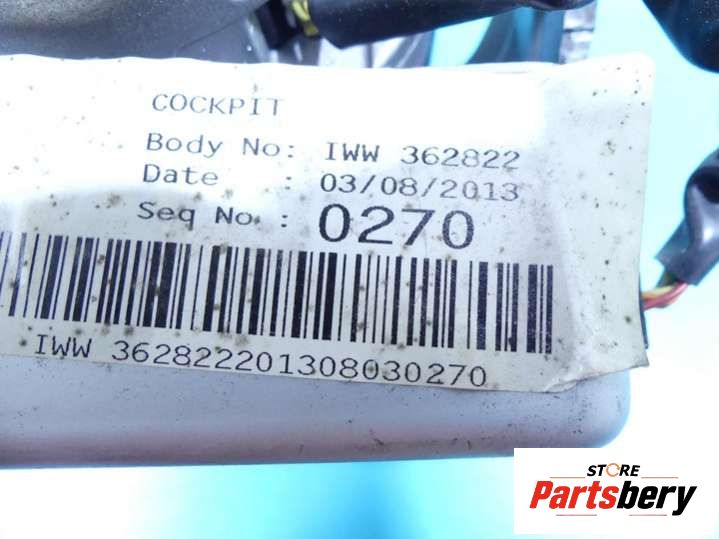 COCKPIT
Body No: IWW 362822
Date : 03/08/2013
Seq No. : 0270
IWW 362822201308030270
STORE
Partsbery